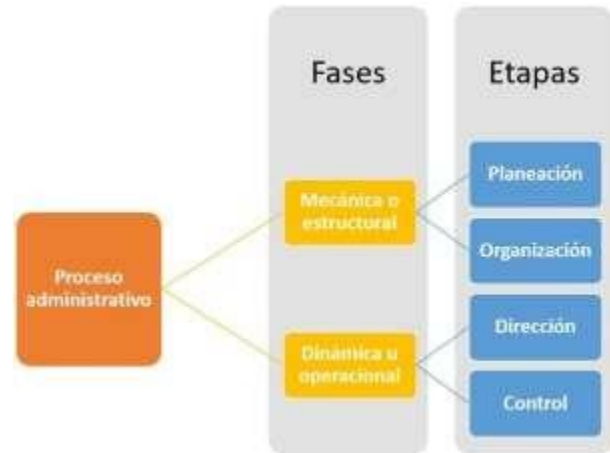 Fases
Etapas
Proceso
administrativo
Mecánica o
estructural
Planeación
Organización
Dinámica u
operacional
Dirección
Control